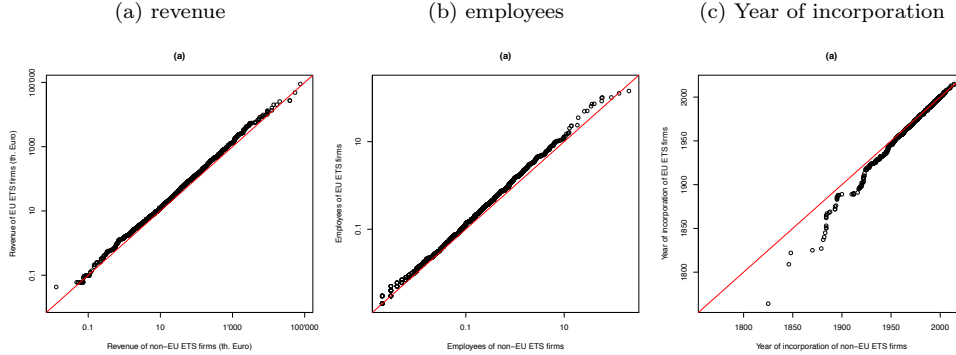 (a) revenue
(b) employees
(c) Year of incorporation
(a)
Revenue of EU ETS firms (th. Euro)
0.1
10
1'000
100'000
0.1
10
1'000
100'000
Revenue of non−EU ETS firms (th. Euro)
(a)
Employees of EU ETS firms
0.1
10
0.1
10
Employees of non−EU ETS firms
(a)
Year of incorporation of EU ETS firms
1800
1850
1900
1950
2000
1800
1850
1900
1950
2000
Year of incorporation of non−EU ETS firms